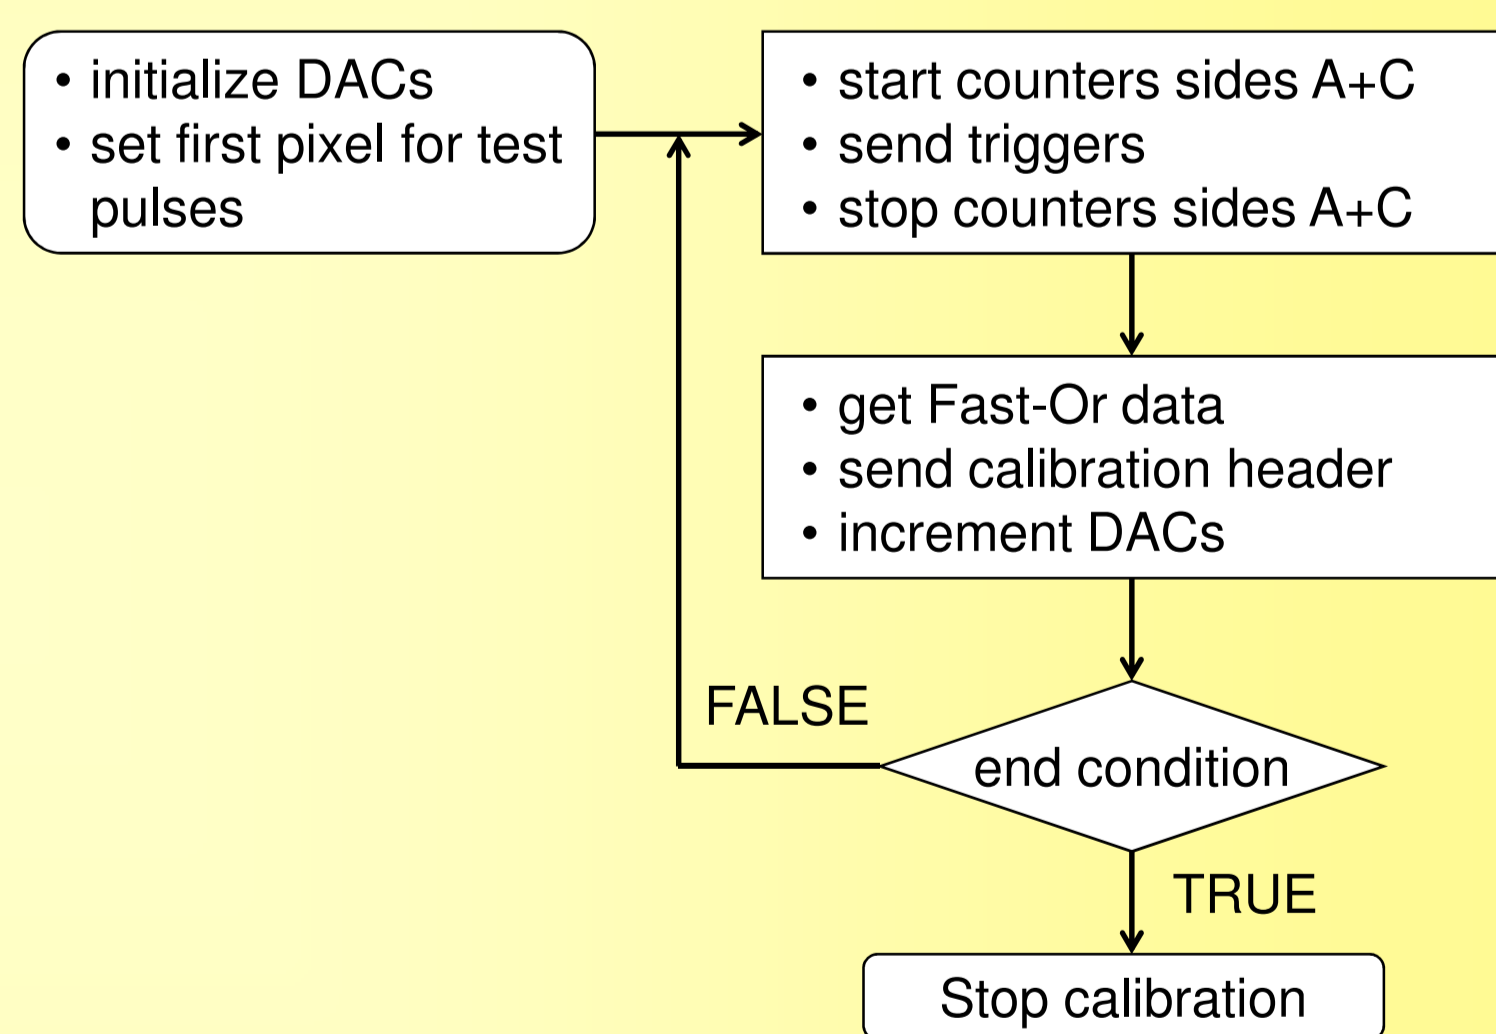 • initialize DACs
• set first pixel for test
pulses
• start counters sides A+C
• send triggers
• stop counters sides A+C
• get Fast-Or data
• send calibration header
• increment DACs
FALSE
end condition
TRUE
Stop calibration